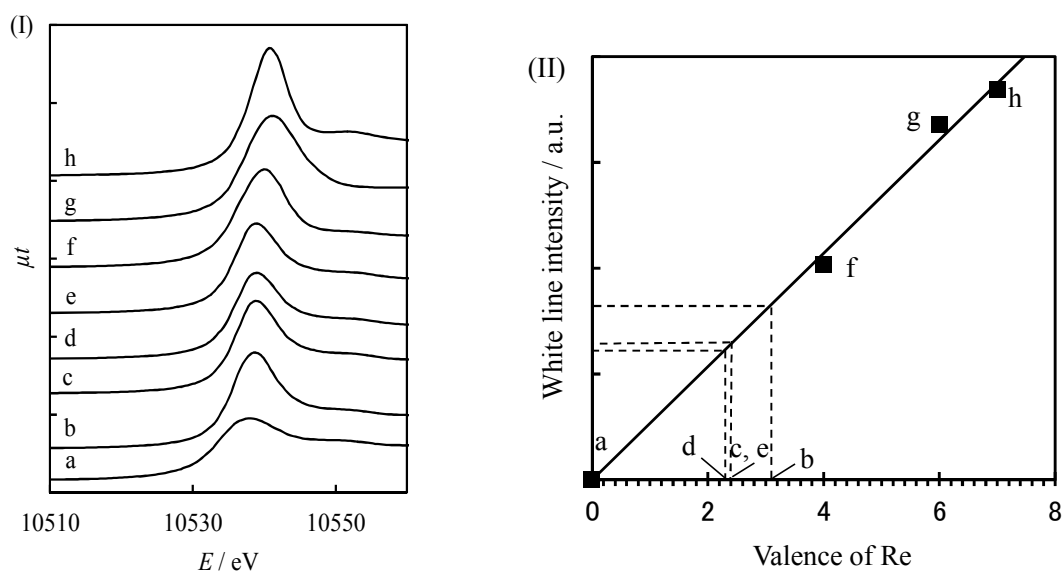 (I)
h
g
f
e
d
c
b
a
μt
10510 10530 10550
E / eV
(II)
White line intensity / a.u.
h
g
f
a
d c, e b
0 2 4 6 8
Valence of Re